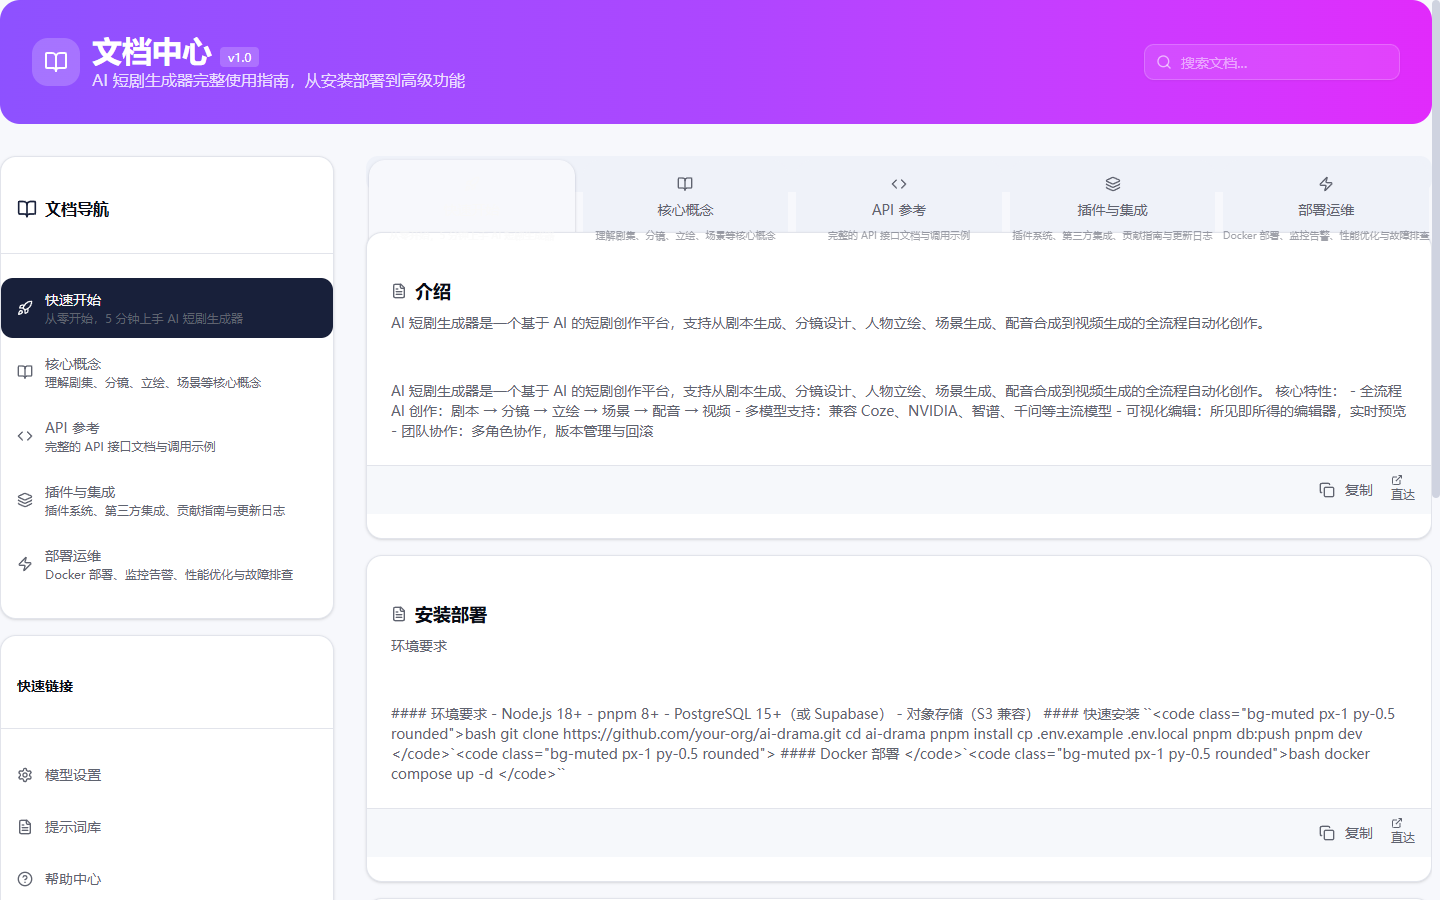 文档中心 v1.0
AI 短剧生成器完整使用指南，从安装部署到高级功能
搜索文档...
文档导航
快速开始
从零开始，5 分钟上手 AI 短剧生成器
核心概念
理解剧集、分镜、立绘、场景等核心概念
API 参考
完整的 API 接口文档与调用示例
插件与集成
插件系统、第三方集成、贡献指南与更新日志
部署运维
Docker 部署、监控告警、性能优化与故障排查
快速链接
模型设置
提示词库
帮助中心
核心概念
理解剧集、分镜、立绘、场景等核心概念
API 参考
完整的 API 接口文档与调用示例
插件与集成
插件系统、第三方集成、贡献指南与更新日志
部署运维
Docker 部署、监控告警、性能优化与故障排查
介绍
AI 短剧生成器是一个基于 AI 的短剧创作平台，支持从剧本生成、分镜设计、人物立绘、场景生成、配音合成到视频生成的全流程自动化创作。
AI 短剧生成器是一个基于 AI 的短剧创作平台，支持从剧本生成、分镜设计、人物立绘、场景生成、配音合成到视频生成的全流程自动化创作。 核心特性： - 全流程
AI 创作：剧本 → 分镜 → 立绘 → 场景 → 配音 → 视频 - 多模型支持：兼容 Coze、NVIDIA、智谱、千问等主流模型 - 可视化编辑：所见即所得的编辑器，实时预览
- 团队协作：多角色协作，版本管理与回滚
复制
直达
安装部署
环境要求
#### 环境要求 - Node.js 18+ - pnpm 8+ - PostgreSQL 15+（或 Supabase） - 对象存储（S3 兼容） #### 快速安装 ``<code class="bg-muted px-1 py-0.5
rounded">bash git clone https://github.com/your-org/ai-drama.git cd ai-drama pnpm install cp .env.example .env.local pnpm db:push pnpm dev
</code>`<code class="bg-muted px-1 py-0.5 rounded"> #### Docker 部署 </code>`<code class="bg-muted px-1 py-0.5 rounded">bash docker
compose up -d </code>``
复制
直达